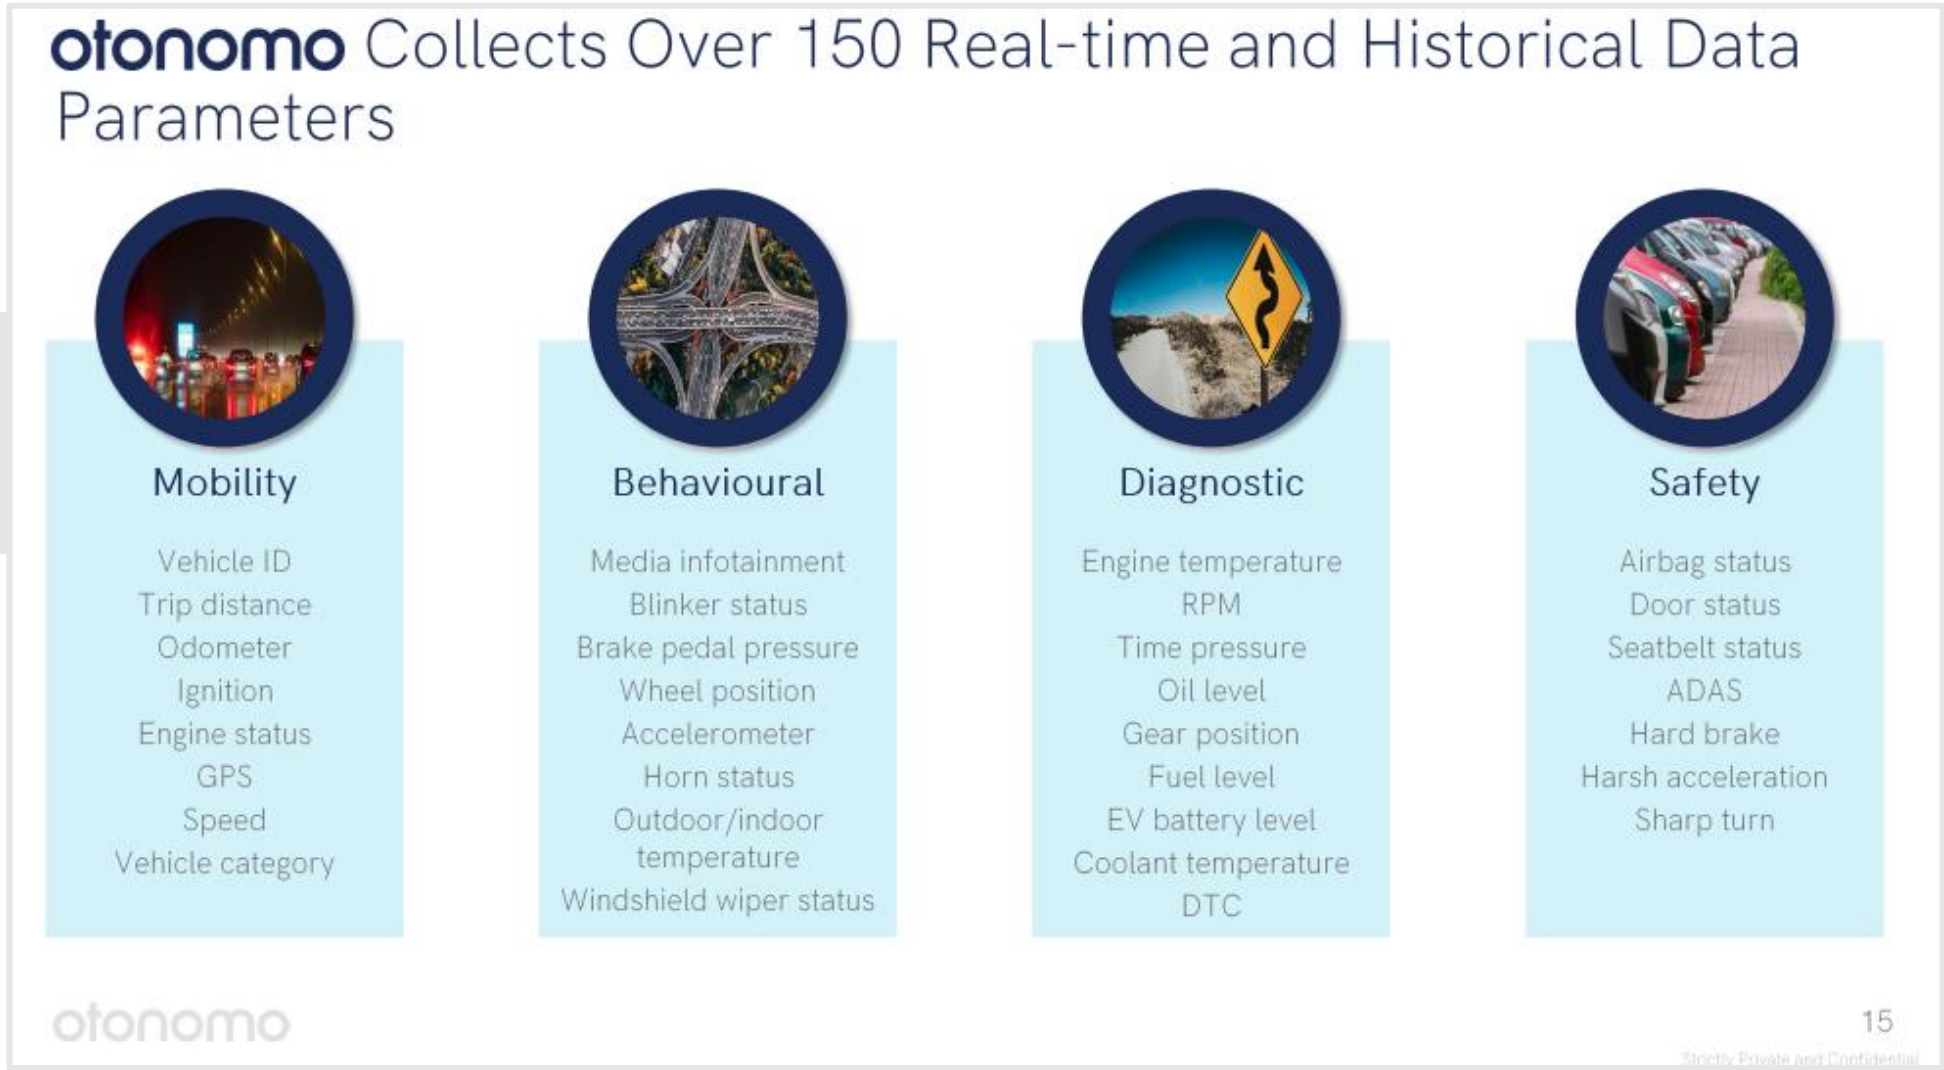 otonomo Collects Over 150 Real-time and Historical Data
Parameters
Mobility
Vehicle ID
Trip distance
Odometer
Ignition
Engine status
GPS
Speed
Vehicle category
Behavioural
Media infotainment
Blinker status
Brake pedal pressure
Wheel position
Accelerometer
Horn status
Outdoor/indoor
temperature
Windshield wiper status
Diagnostic
Engine temperature
RPM
Time pressure
Oil level
Gear position
Fuel level
EV battery level
Coolant temperature
DTC
Safety
Airbag status
Door status
Seatbelt status
ADAS
Hard brake
Harsh acceleration
Sharp turn
otonomo
15
Strictly Private and Confidential